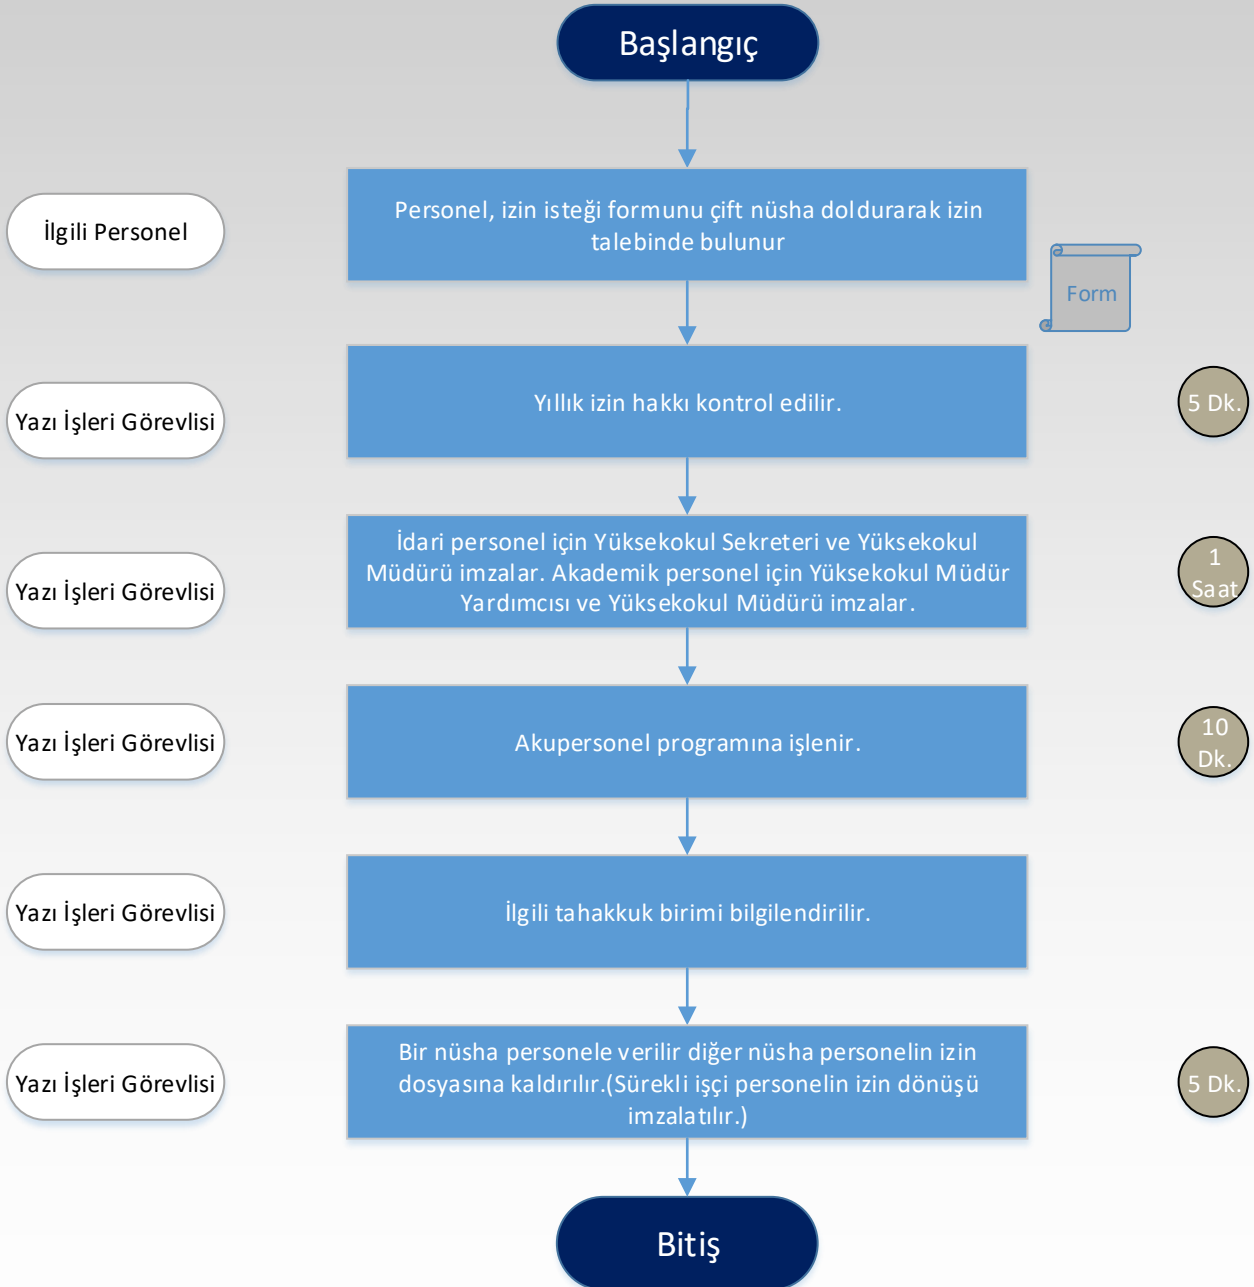 Başlangıç
İlgili Personel
Personel, izin isteği formunu çift nüsha doldurarak izin
talebinde bulunur
Form
Yazı İşleri Görevlisi
Yıllık izin hakkı kontrol edilir.
5 Dk.
Yazı İşleri Görevlisi
İdari personel için Yüksekokul Sekreteri ve Yüksekokul
Müdürü imzalar. Akademik personel için Yüksekokul Müdür
Yardımcısı ve Yüksekokul Müdürü imzalar.
1
Saat
Yazı İşleri Görevlisi
Akupersonel programına işlenir.
10
Dk.
Yazı İşleri Görevlisi
İlgili tahakkuk birimi bilgilendirilir.
Yazı İşleri Görevlisi
Bir nüsha personele verilir diğer nüsha personelin izin
dosyasına kaldırılır.(Sürekli işçi personelin izin dönüşü
imzalatılır.)
5 Dk.
Bitiş